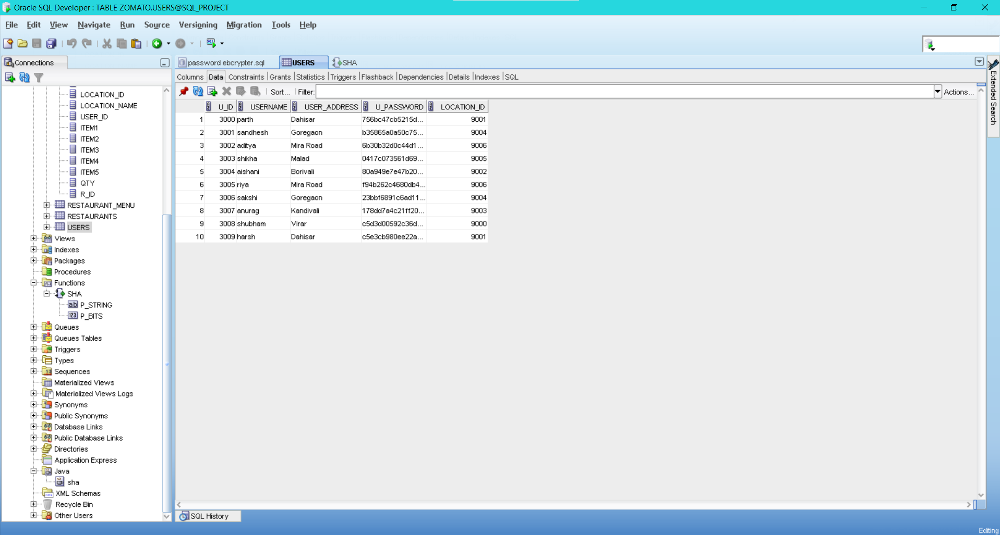 Oracle SQL Developer : TABLE ZOMATO.USERS@SQL_PROJECT
File Edit View Navigate Run Source Versioning Migration Tools Help
Connections
LOCATION_ID
LOCATION_NAME
USER_ID
ITEM1
ITEM2
ITEM3
ITEM4
ITEM5
QTY
R_ID
RESTAURANT_MENU
RESTAURANTS
USERS
Views
Indexes
Packages
Procedures
Functions
SHA
P_STRING
P_BITS
Queues
Queues Tables
Triggers
Types
Sequences
Materialized Views
Materialized Views Logs
Synonyms
Public Synonyms
Database Links
Public Database Links
Directories
Application Express
Java
sha
XML Schemas
Recycle Bin
Other Users
password ebcrypter.sql USERS SHA
Columns Data Constraints Grants Statistics Triggers Flashback Dependencies Details Indexes SQL
Sort... Filter: Actions...
U_ID USERNAME USER_ADDRESS U_PASSWORD LOCATION_ID
1 3000 parth Dahisar 756bc47cb5215d... 9001
2 3001 sandhesh Goregaon b35865a0a50c75... 9004
3 3002 aditya Mira Road 6b30b32d0c44d1... 9006
4 3003 shikha Malad 0417c073561d69... 9005
5 3004 aishani Borivali 80a949e7e47b20... 9002
6 3005 riya Mira Road f94b262c4680db4... 9006
7 3006 sakshi Goregaon 23bbf6891c6ad11... 9004
8 3007 anurag Kandivali 178dd7a4c21ff20... 9003
9 3008 shubham Virar c5d3d00592c36d... 9000
10 3009 harsh Dahisar c5e3cb980ee22a... 9001
SQL History
Extended Search
Editing